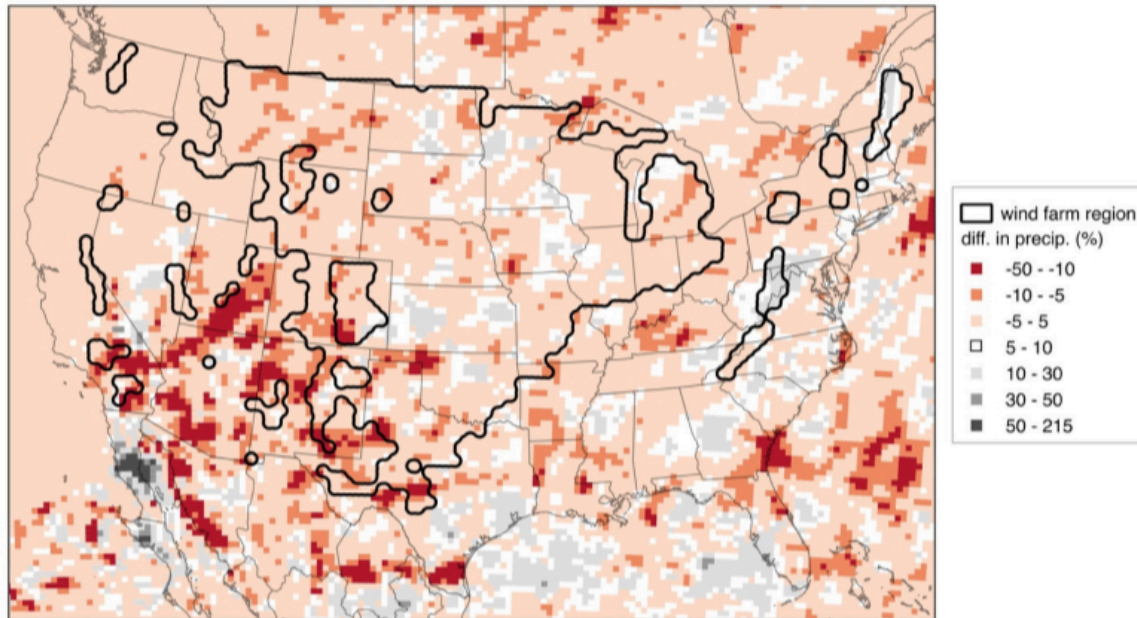 wind farm region
diff. in precip. (%)
-50 - -10
-10 - -5
-5 - 5
5 - 10
10 - 30
30 - 50
50 - 215